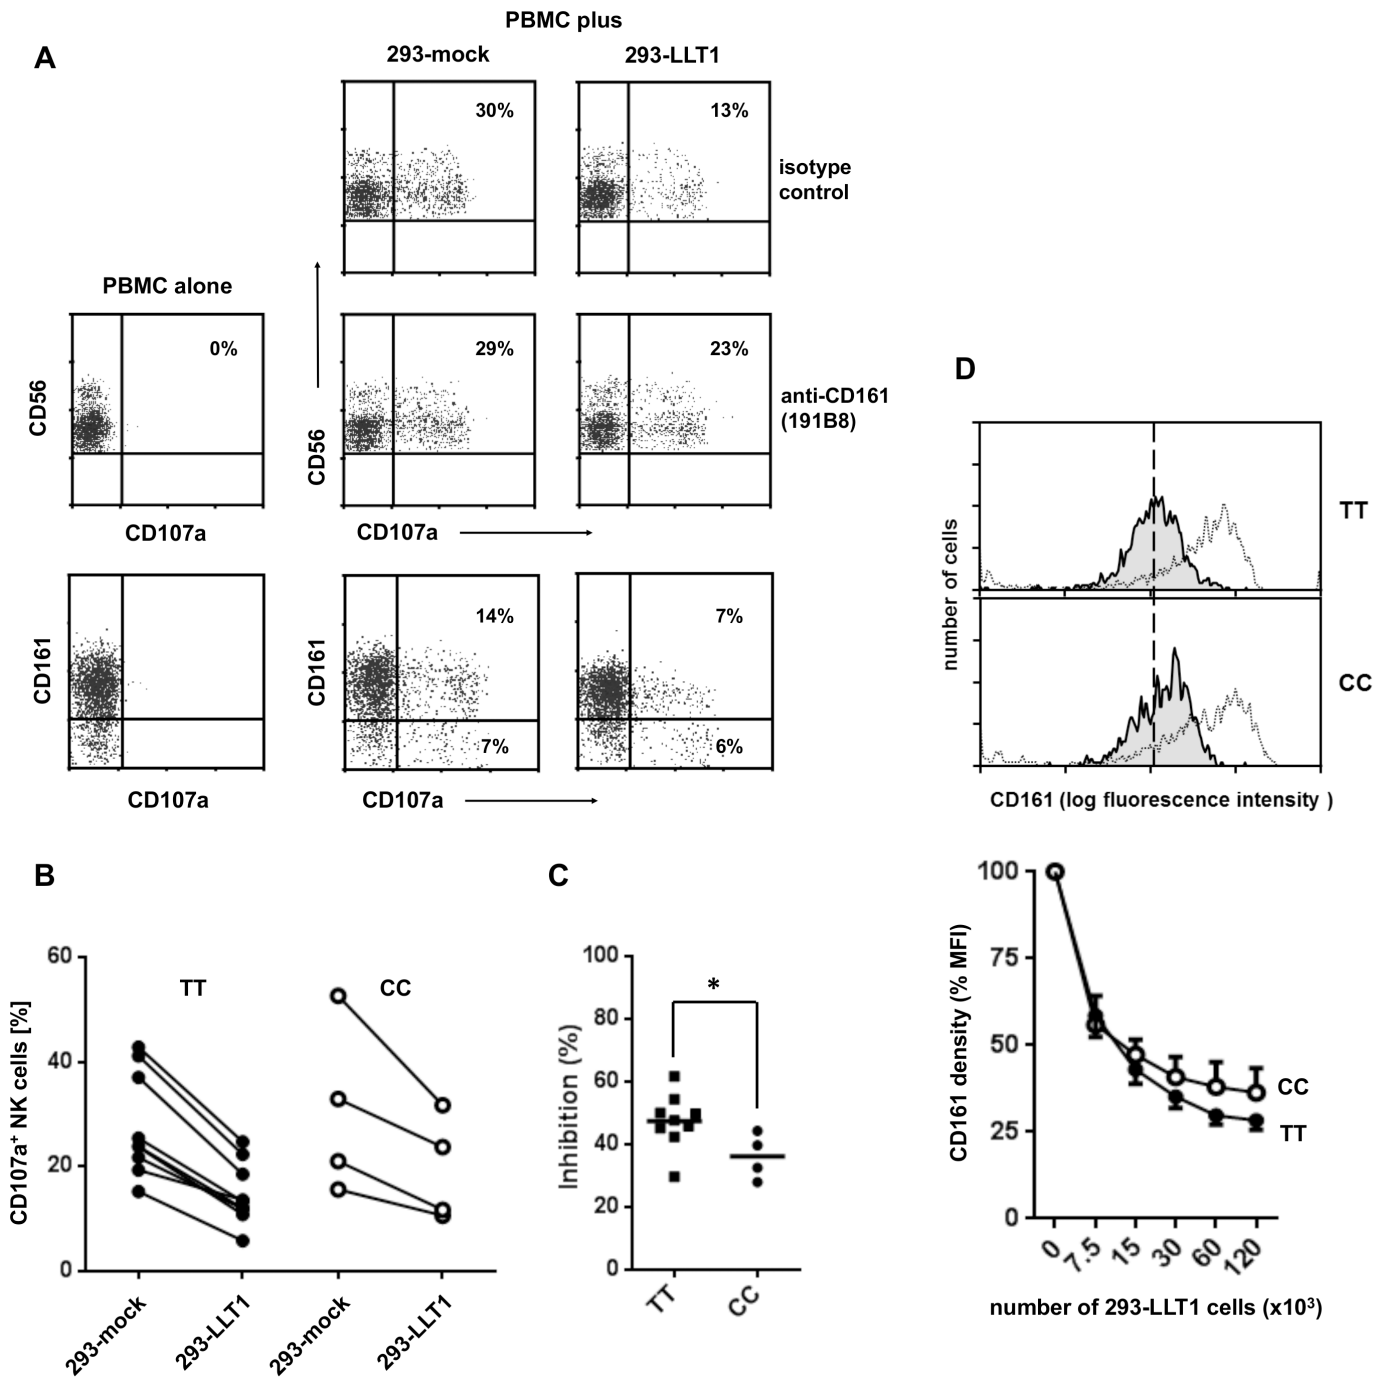 A
PBMC plus
293-mock
293-LLT1
30%
13%
isotype
control
PBMC alone
0%
29%
23%
anti-CD161
(191B8)
CD56
CD56
CD107a
CD107a
14%
7%
7%
6%
CD161
CD161
CD107a
CD107a
D
TT
CC
number of cells
CD161 (log fluorescence intensity )
B
CD107a+ NK cells [%]
60
40
20
0
TT
CC
293-mock
293-LLT1
293-mock
293-LLT1
C
Inhibition (%)
100
80
60
40
20
0
*
TT
CC
CD161 density (% MFI)
100
75
50
25
0
CC
TT
0
7.5
15
30
60
120
number of 293-LLT1 cells (x10³)